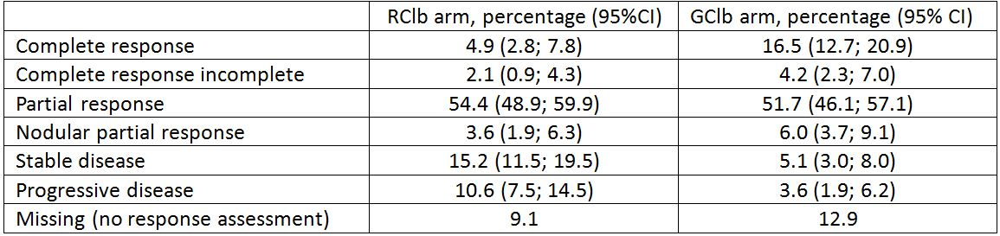 RClb arm, percentage (95%CI) GClb arm, percentage (95% CI)
Complete response 4.9 (2.8; 7.8) 16.5 (12.7; 20.9)
Complete response incomplete 2.1 (0.9; 4.3) 4.2 (2.3; 7.0)
Partial response 54.4 (48.9; 59.9) 51.7 (46.1; 57.1)
Nodular partial response 3.6 (1.9; 6.3) 6.0 (3.7; 9.1)
Stable disease 15.2 (11.5; 19.5) 5.1 (3.0; 8.0)
Progressive disease 10.6 (7.5; 14.5) 3.6 (1.9; 6.2)
Missing (no response assessment) 9.1 12.9